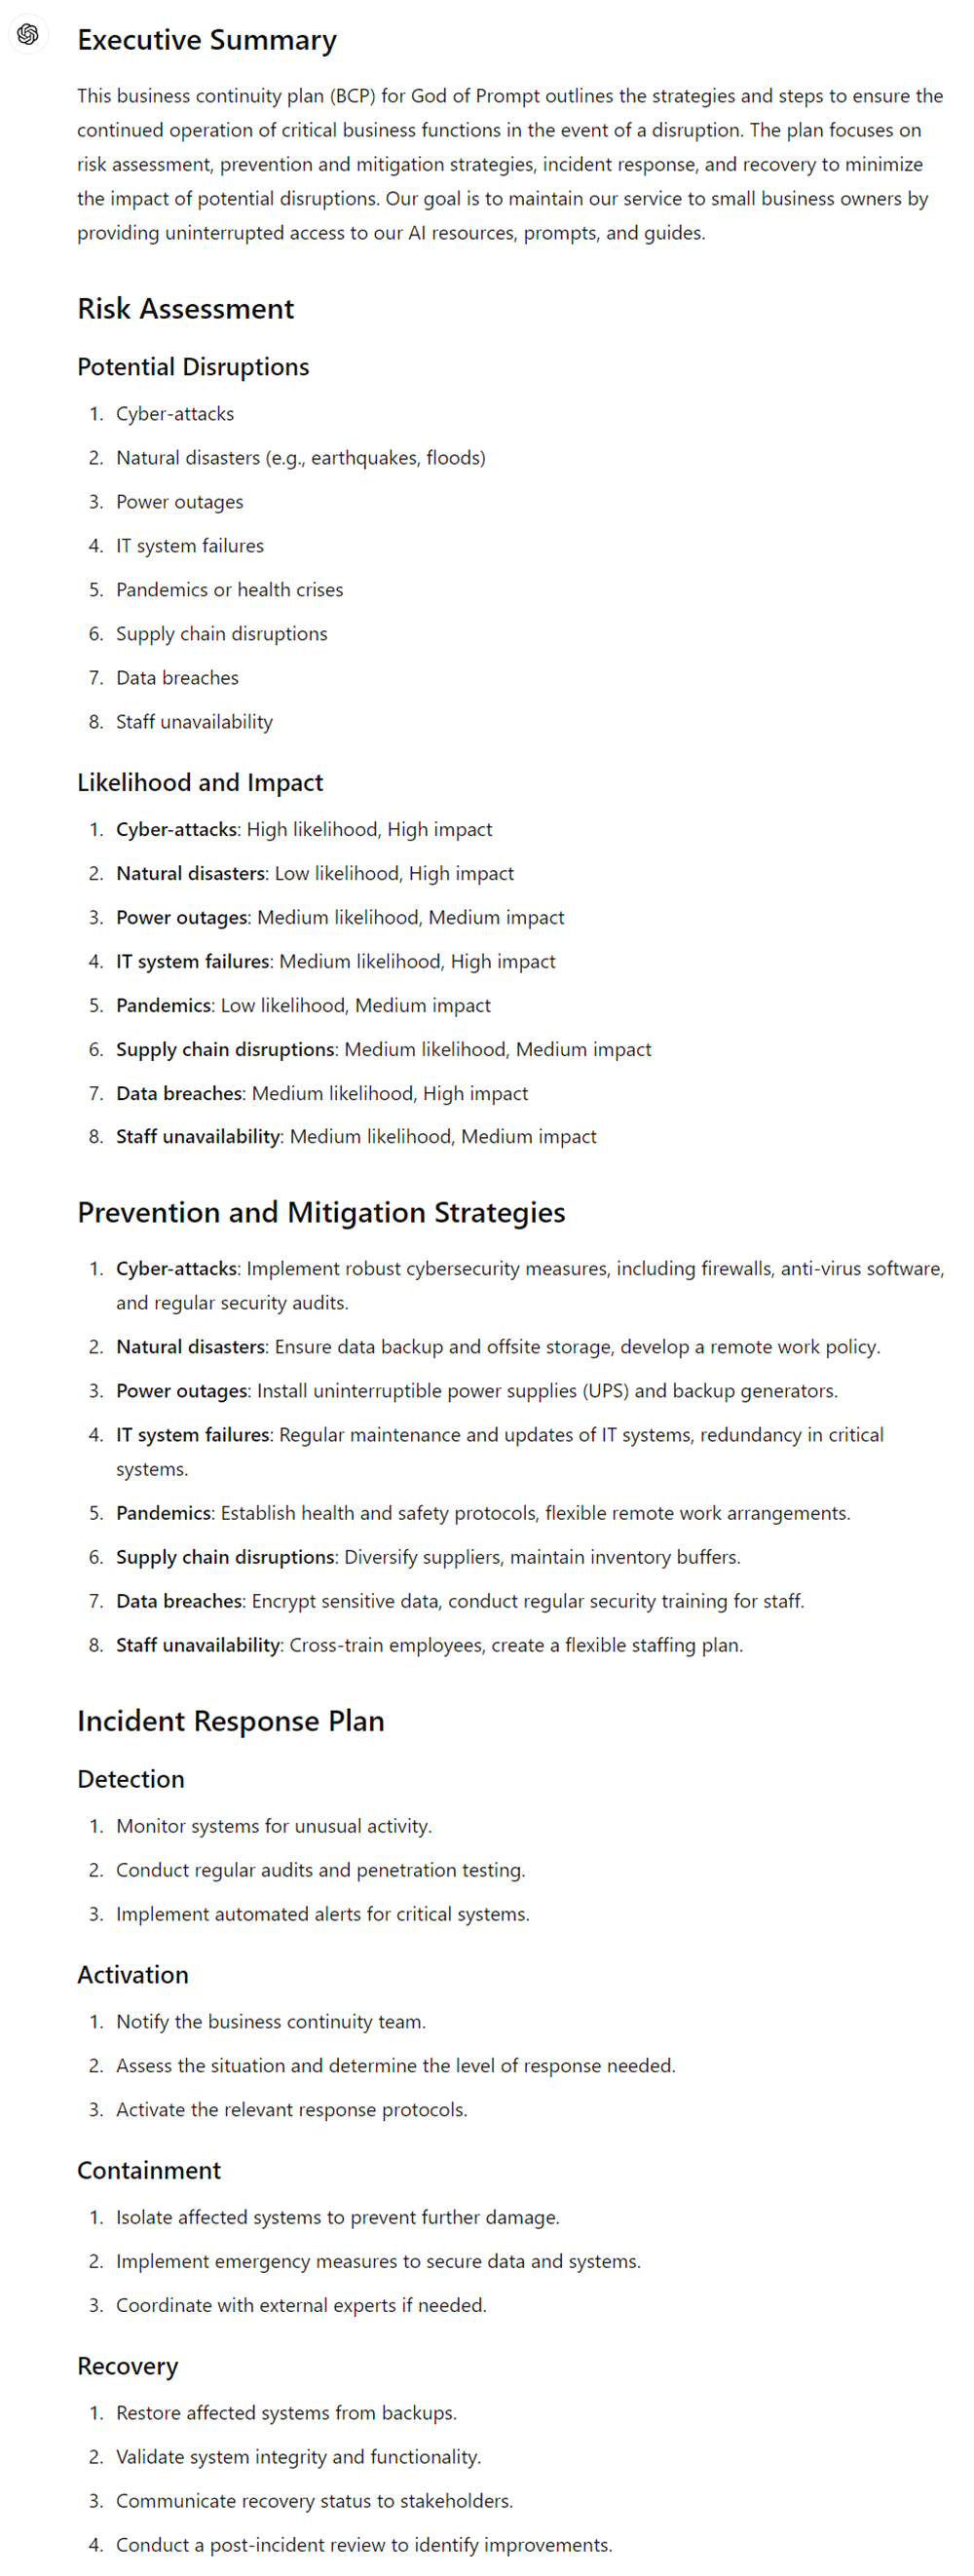 Executive Summary
This business continuity plan (BCP) for God of Prompt outlines the strategies and steps to ensure the
continued operation of critical business functions in the event of a disruption. The plan focuses on
risk assessment, prevention and mitigation strategies, incident response, and recovery to minimize
the impact of potential disruptions. Our goal is to maintain our service to small business owners by
providing uninterrupted access to our AI resources, prompts, and guides.
Risk Assessment
Potential Disruptions
1. Cyber-attacks
2. Natural disasters (e.g., earthquakes, floods)
3. Power outages
4. IT system failures
5. Pandemics or health crises
6. Supply chain disruptions
7. Data breaches
8. Staff unavailability
Likelihood and Impact
1. Cyber-attacks: High likelihood, High impact
2. Natural disasters: Low likelihood, High impact
3. Power outages: Medium likelihood, Medium impact
4. IT system failures: Medium likelihood, High impact
5. Pandemics: Low likelihood, Medium impact
6. Supply chain disruptions: Medium likelihood, Medium impact
7. Data breaches: Medium likelihood, High impact
8. Staff unavailability: Medium likelihood, Medium impact
Prevention and Mitigation Strategies
1. Cyber-attacks: Implement robust cybersecurity measures, including firewalls, anti-virus software,
and regular security audits.
2. Natural disasters: Ensure data backup and offsite storage, develop a remote work policy.
3. Power outages: Install uninterruptible power supplies (UPS) and backup generators.
4. IT system failures: Regular maintenance and updates of IT systems, redundancy in critical
systems.
5. Pandemics: Establish health and safety protocols, flexible remote work arrangements.
6. Supply chain disruptions: Diversify suppliers, maintain inventory buffers.
7. Data breaches: Encrypt sensitive data, conduct regular security training for staff.
8. Staff unavailability: Cross-train employees, create a flexible staffing plan.
Incident Response Plan
Detection
1. Monitor systems for unusual activity.
2. Conduct regular audits and penetration testing.
3. Implement automated alerts for critical systems.
Activation
1. Notify the business continuity team.
2. Assess the situation and determine the level of response needed.
3. Activate the relevant response protocols.
Containment
1. Isolate affected systems to prevent further damage.
2. Implement emergency measures to secure data and systems.
3. Coordinate with external experts if needed.
Recovery
1. Restore affected systems from backups.
2. Validate system integrity and functionality.
3. Communicate recovery status to stakeholders.
4. Conduct a post-incident review to identify improvements.